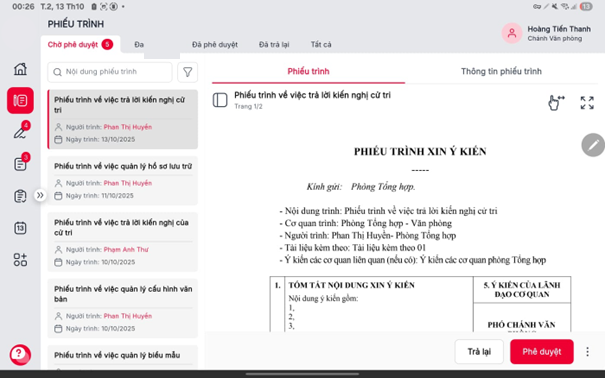 00:26 T.2, 13 Th10
13
PHIẾU TRÌNH
Hoàng Tiến Thanh
Chánh Văn phòng
Chờ phê duyệt 5
Đa
Đã phê duyệt
Đã trả lại
Tất cả
Nội dung phiếu trình
Phiếu trình về việc trả lời kiến nghị cử tri
Người trình: Phan Thị Huyền
Ngày trình: 13/10/2025
Phiếu trình về việc quản lý hồ sơ lưu trữ
Người trình: Phan Thị Huyền
Ngày trình: 11/10/2025
Phiếu trình về việc trả lời kiến nghị của cử tri
Người trình: Phạm Anh Thư
Ngày trình: 10/10/2025
Phiếu trình về việc quản lý cấu hình văn bản
Người trình: Phan Thị Huyền
Ngày trình: 10/10/2025
Phiếu trình về việc quản lý biểu mẫu
4
3
13
Phiếu trình
Thông tin phiếu trình
Phiếu trình về việc trả lời kiến nghị cử tri
Trang 1/2
PHIẾU TRÌNH XIN Ý KIẾN
-----
Kính gửi: Phòng Tổng hợp.
- Nội dung trình: Phiếu trình về việc trả lời kiến nghị cử tri
- Cơ quan trình: Phòng Tổng hợp - Văn phòng
- Người trình: Phan Thị Huyền- Phòng Tổng hợp
- Tài liệu kèm theo: Tài liệu kèm theo 01
- Ý kiến các cơ quan liên quan (nếu có): Ý kiến các cơ quan phòng Tổng hợp
1. TÓM TẮT NỘI DUNG XIN Ý KIẾN
Nội dung ý kiến gồm:
1,
2,
3,
5. Ý KIẾN CỦA LÃNH
ĐẠO CƠ QUAN
PHÓ CHÁNH VĂN
Trả lại
Phê duyệt